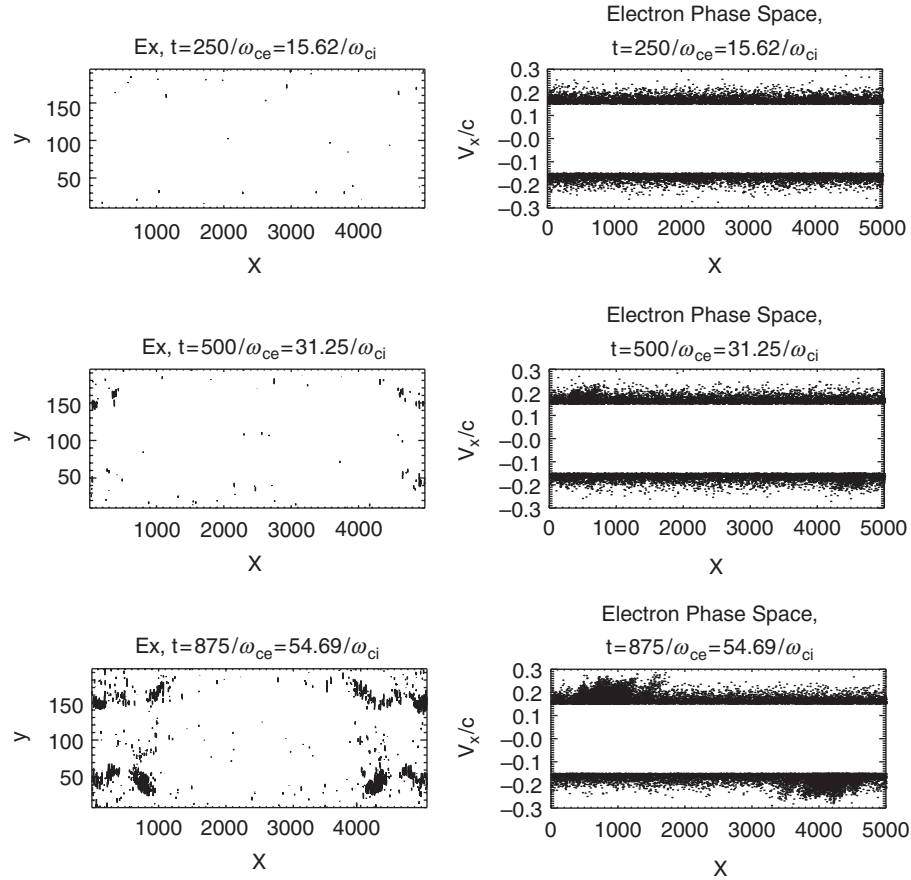 Ex, t=250/ωce=15.62/ωci
150
100
50
y
1000 2000 3000 4000
X
Electron Phase Space,
t=250/ωce=15.62/ωci
0.3
0.2
0.1
−0.0
−0.1
−0.2
−0.3
Vx/c
0 1000 2000 3000 4000 5000
X
Ex, t=500/ωce=31.25/ωci
150
100
50
y
1000 2000 3000 4000
X
Electron Phase Space,
t=500/ωce=31.25/ωci
0.3
0.2
0.1
−0.0
−0.1
−0.2
−0.3
Vx/c
0 1000 2000 3000 4000 5000
X
Ex, t=875/ωce=54.69/ωci
150
100
50
y
1000 2000 3000 4000
X
Electron Phase Space,
t=875/ωce=54.69/ωci
0.3
0.2
0.1
−0.0
−0.1
−0.2
−0.3
Vx/c
0 1000 2000 3000 4000 5000
X